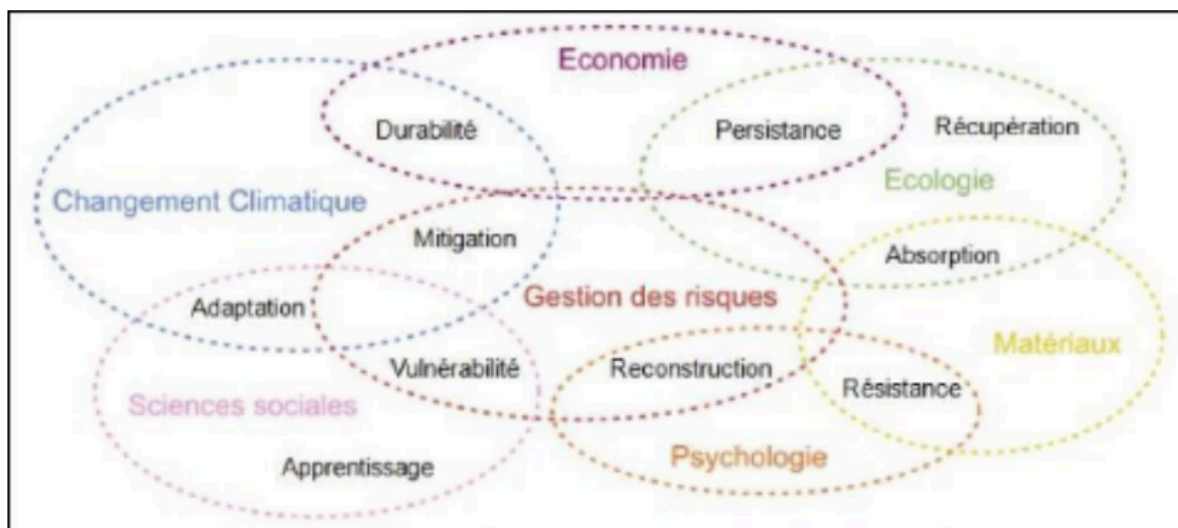 Economie
Durabilité
Persistance
Récupération
Ecologie
Changement Climatique
Mitigation
Absorption
Adaptation
Gestion des risques
Matériaux
Vulnérabilité
Reconstruction
Résistance
Sciences sociales
Psychologie
Apprentissage